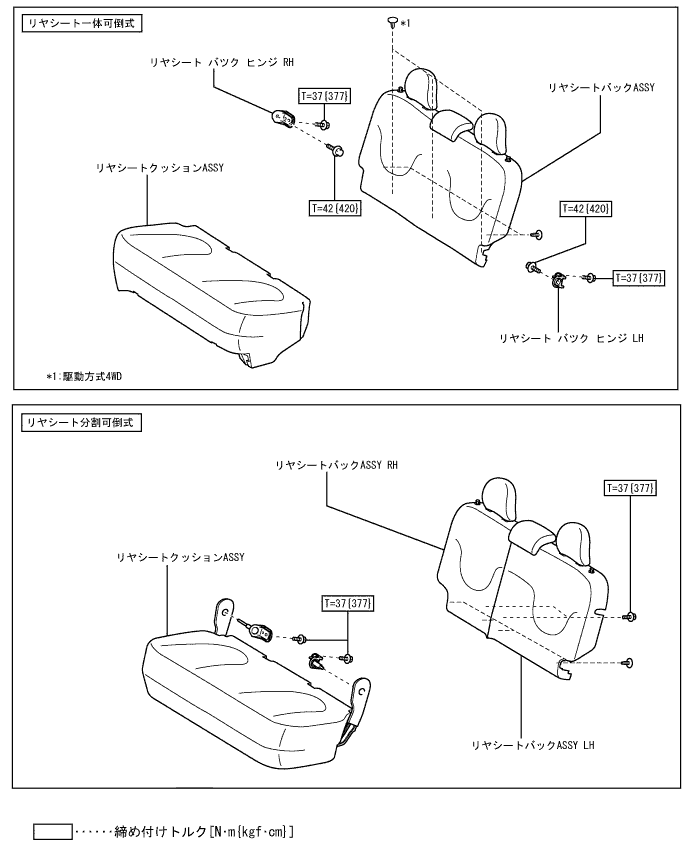 リヤシート一体可倒式
*1
リヤシート バツク ヒンジ RH
リヤシートバックASSY
T=37{377}
リヤシートクッションASSY
T=42{420}
T=42{420}
T=37{377}
リヤシート バツク ヒンジ LH
*1:駆動方式4WD
リヤシート分割可倒式
リヤシートバックASSY RH
T=37{377}
リヤシートクッションASSY
T=37{377}
リヤシートバックASSY LH
······締め付けトルク[N·m{kgf·cm}]